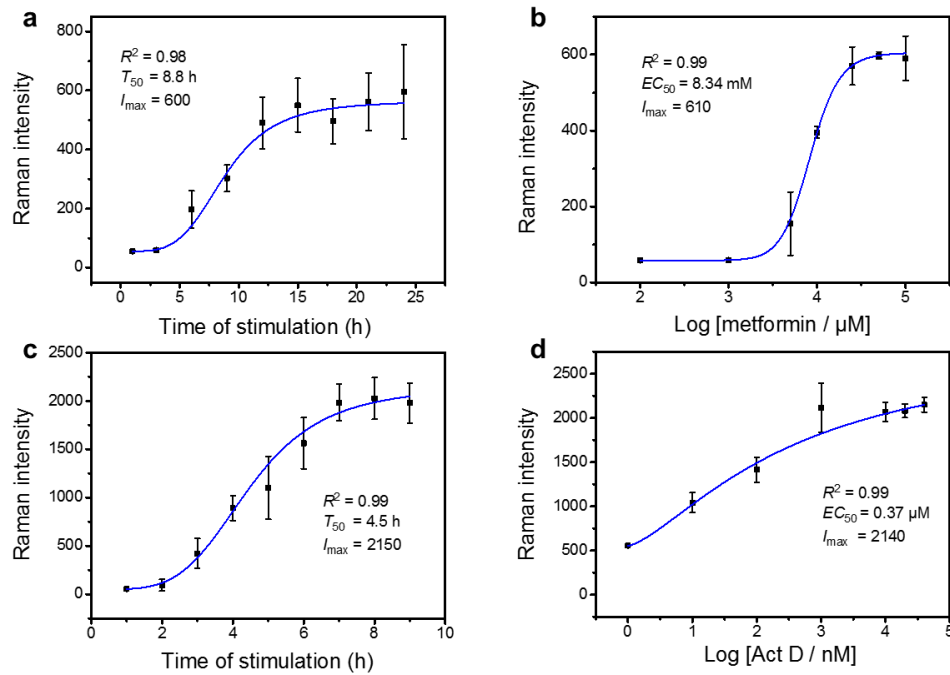 a
800
600
400
200
0
Raman intensity
R² = 0.98
T₅₀ = 8.8 h
Iₘₐₓ = 600
0 5 10 15 20 25
Time of stimulation (h)
b
600
400
200
0
Raman intensity
R² = 0.99
EC₅₀ = 8.34 mM
Iₘₐₓ = 610
2 3 4 5
Log [metformin / µM]
c
2500
2000
1500
1000
500
0
Raman intensity
R² = 0.99
T₅₀ = 4.5 h
Iₘₐₓ = 2150
0 2 4 6 8 10
Time of stimulation (h)
d
2500
2000
1500
1000
500
0
Raman intensity
R² = 0.99
EC₅₀ = 0.37 µM
Iₘₐₓ = 2140
0 1 2 3 4 5
Log [Act D / nM]